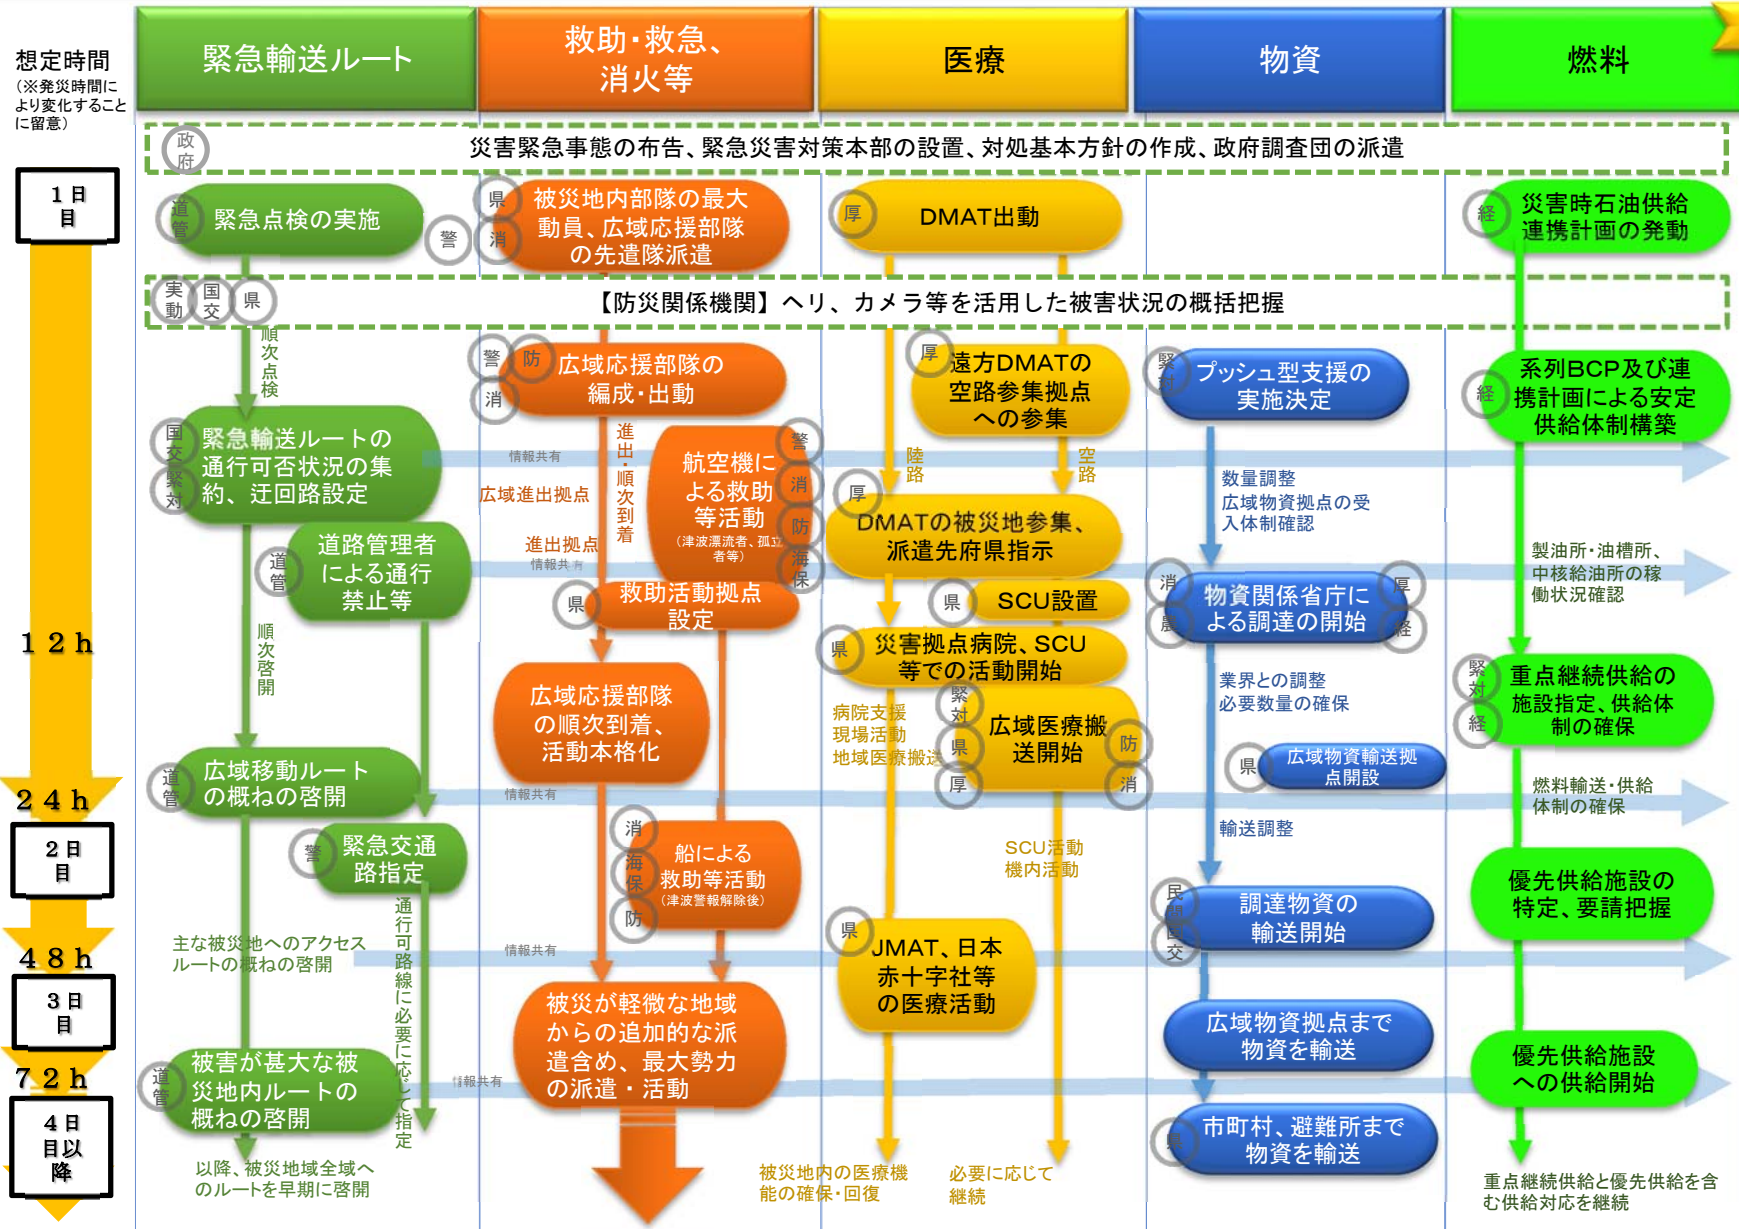 想定時間
（※発災時間に
より変化すること
に留意）
緊急輸送ルート
救助・救急、
消火等
医療
物資
燃料
政府
災害緊急事態の布告、緊急災害対策本部の設置、対処基本方針の作成、政府調査団の派遣
1日
目
道管
緊急点検の実施
警
県
消
被災地内部隊の最大
動員、広域応援部隊
の先遣隊派遣
厚
DMAT出動
経
災害時石油供給
連携計画の発動
実動
国交
県
【防災関係機関】ヘリ、カメラ等を活用した被害状況の概括把握
順次点検
警
防
消
広域応援部隊の
編成・出動
厚
遠方DMATの
空路参集拠点
への参集
緊対
プッシュ型支援の
実施決定
経
系列BCP及び連
携計画による安定
供給体制構築
国交
緊対
緊急輸送ルートの
通行可否状況の集
約、迂回路設定
情報共有
広域進出拠点
進出・順次到着
進出拠点
情報共有
航空機に
よる救助
等活動
（津波漂流者、孤立
者等）
警
消
防
海保
陸路
空路
厚
DMATの被災地参集、
派遣先府県指示
数量調整
広域物資拠点の受
入体制確認
製油所・油槽所、
中核給油所の稼
働状況確認
道管
道路管理者
による通行
禁止等
県
救助活動拠点
設定
県
SCU設置
消
農
物資関係省庁に
よる調達の開始
厚
経
12h
順次啓開
県
災害拠点病院、SCU
等での活動開始
広域応援部隊
の順次到着、
活動本格化
病院支援
現場活動
地域医療搬送
緊対
県
厚
広域医療搬
送開始
防
消
業界との調整
必要数量の確保
緊対
経
重点継続供給の
施設指定、供給体
制の確保
県
広域物資輸送拠
点開設
道管
広域移動ルート
の概ねの啓開
情報共有
燃料輸送・供給
体制の確保
24h
2日
目
警
緊急交通
路指定
消
海保
防
船による
救助等活動
（津波警報解除後）
SCU活動
機内活動
輸送調整
優先供給施設の
特定、要請把握
民間
国交
調達物資の
輸送開始
通行可路線に必要に応じて指定
主な被災地へのアクセス
ルートの概ねの啓開
情報共有
県
JMAT、日本
赤十字社等
の医療活動
48h
3日
目
被災が軽微な地域
からの追加的な派
遣含め、最大勢力
の派遣・活動
広域物資拠点まで
物資を輸送
優先供給施設
への供給開始
72h
道管
被害が甚大な被
災地内ルートの
概ねの啓開
情報共有
4日
目以
降
県
市町村、避難所まで
物資を輸送
以降、被災地域全域へ
のルートを早期に啓開
被災地内の医療機
能の確保・回復
必要に応じて
継続
重点継続供給と優先供給を含
む供給対応を継続